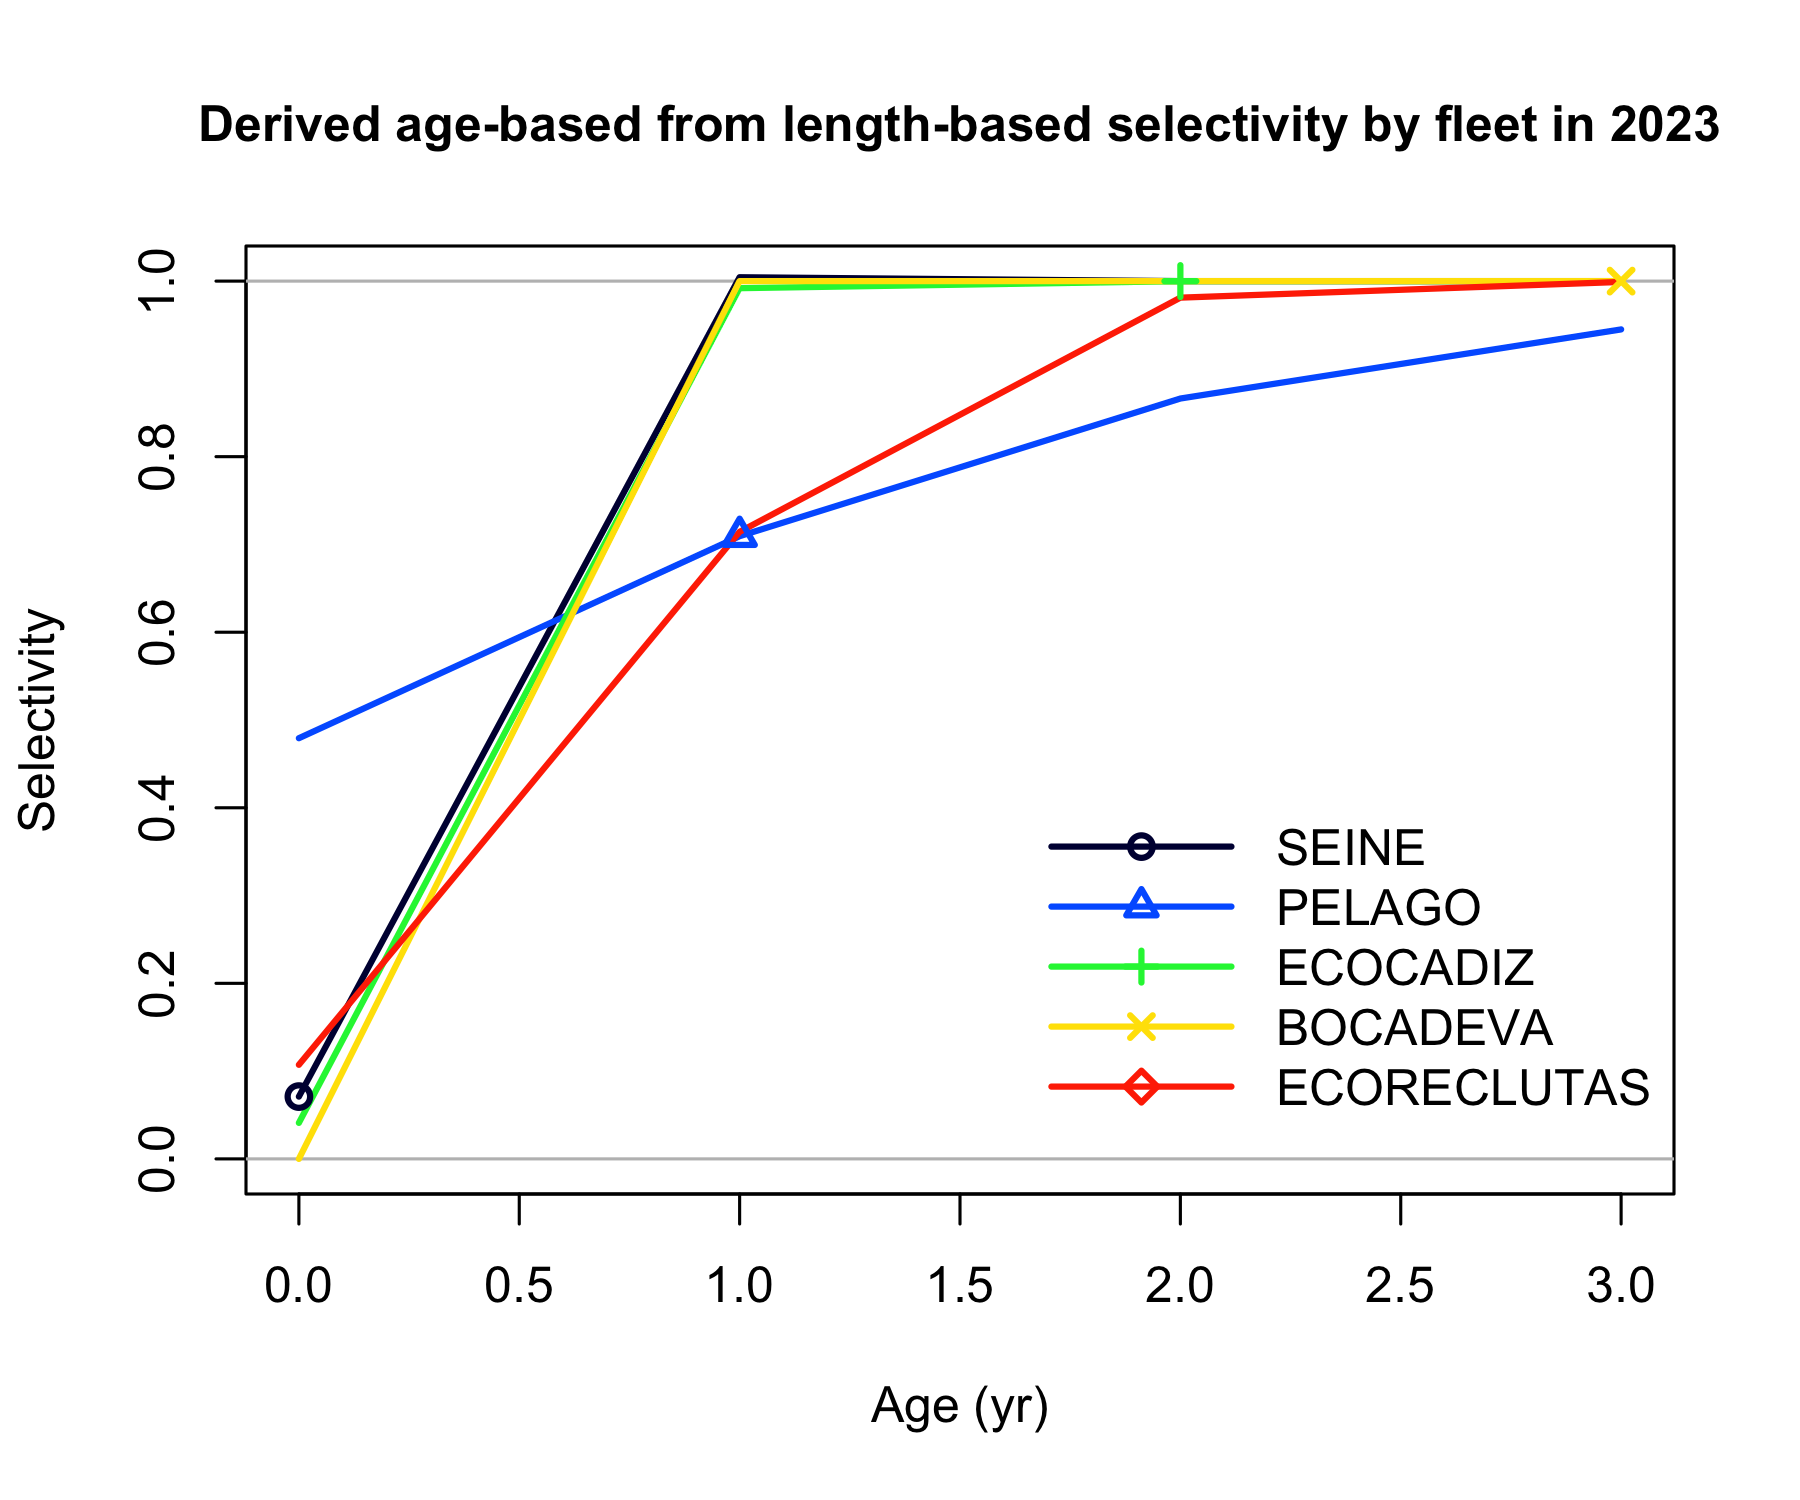 Derived age-based from length-based selectivity by fleet in 2023
Selectivity
1.0
0.8
0.6
0.4
0.2
0.0
SEINE
PELAGO
ECOCADIZ
BOCADEVA
ECORECLUTAS
0.0 0.5 1.0 1.5 2.0 2.5 3.0
Age (yr)